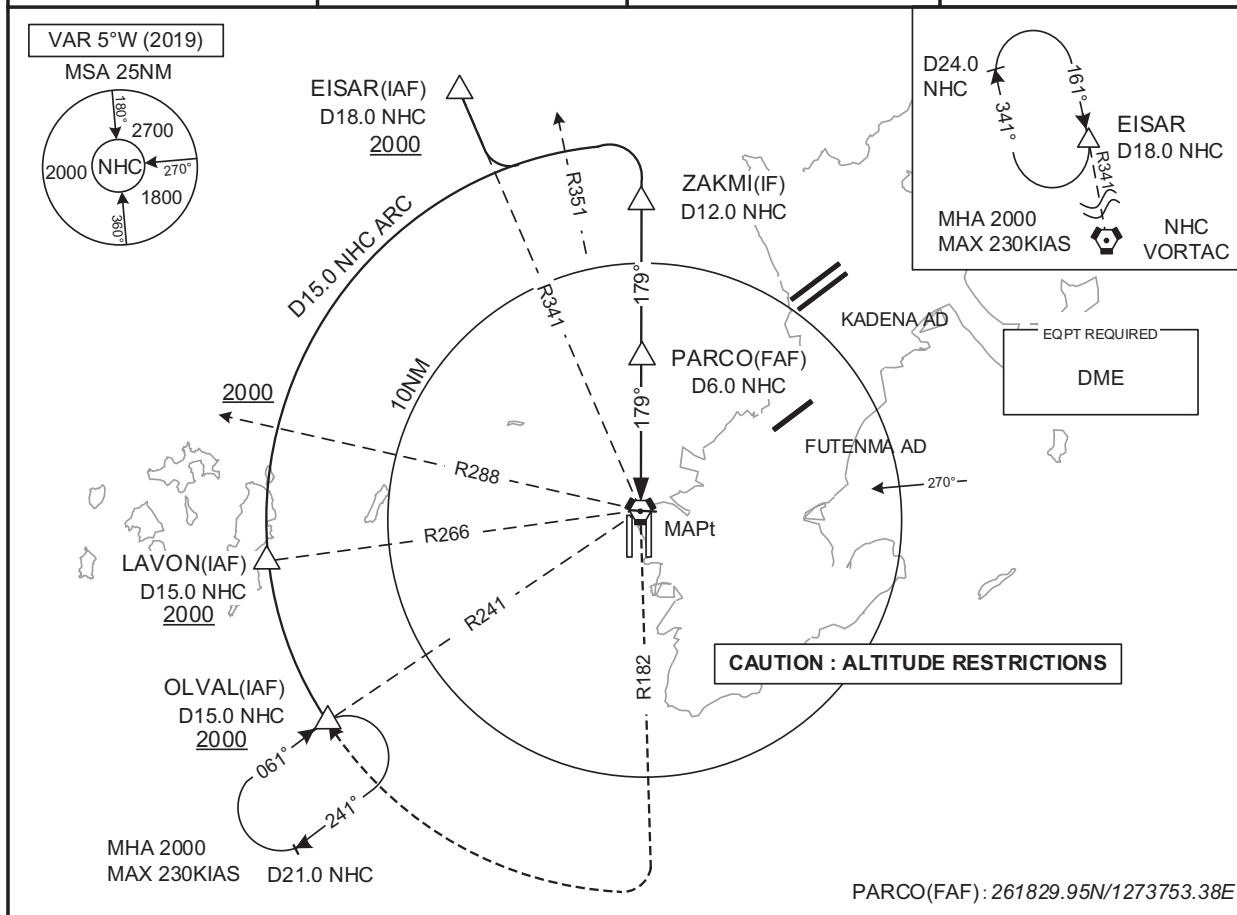 VAR 5°W (2019)
MSA 25NM
180°
2700
2000
NHC
270°
1800
360°
EISAR(IAF)
D18.0 NHC
2000
R351
ZAKMI(IF)
D12.0 NHC
D15.0 NHC ARC
R341
179°
10NM
PARCO(FAF)
D6.0 NHC
179°
KADENA AD
FUTENMA AD
270°
2000
R288
R266
MAPt
LAVON(IAF)
D15.0 NHC
2000
R241
R182
OLVAL(IAF)
D15.0 NHC
2000
061°
241°
MHA 2000
MAX 230KIAS
D21.0 NHC
D24.0
NHC
161°
341°
EISAR
D18.0 NHC
R341
MHA 2000
MAX 230KIAS
NHC
VORTAC
EQPT REQUIRED
DME
CAUTION : ALTITUDE RESTRICTIONS
PARCO(FAF): 261829.95N/1273753.38E